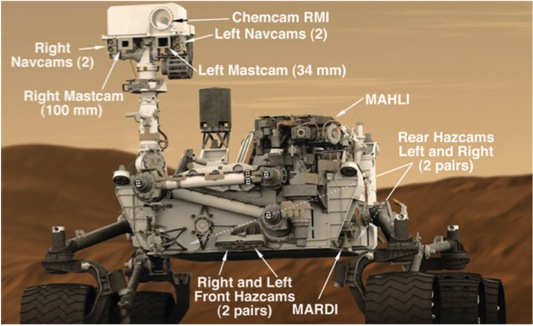 Chemcam RMI
Left Navcams (2)
Right
Navcams (2)
Left Mastcam (34 mm)
Right Mastcam
(100 mm)
MAHLI
Rear Hazcams
Left and Right
(2 pairs)
Right and Left
Front Hazcams
(2 pairs)
MARDI